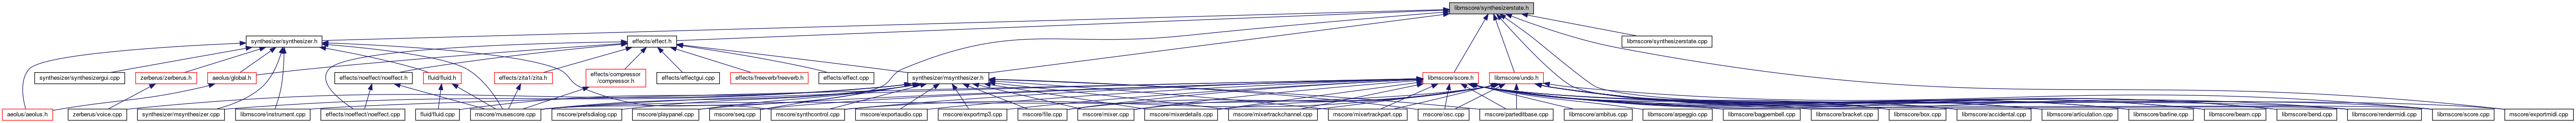 libmscore/synthesizerstate.h
synthesizer/synthesizer.h
effects/effect.h
libmscore/synthesizerstate.cpp
synthesizer/synthesizergui.cpp
zerberus/zerberus.h
aeolus/global.h
effects/noeffect/noeffect.h
fluid/fluid.h
effects/zita1/zita.h
effects/compressor
/compressor.h
effects/effectgui.cpp
effects/freeverb/freeverb.h
effects/effect.cpp
synthesizer/msynthesizer.h
libmscore/score.h
libmscore/undo.h
aeolus/aeolus.h
zerberus/voice.cpp
synthesizer/msynthesizer.cpp
libmscore/instrument.cpp
effects/noeffect/noeffect.cpp
fluid/fluid.cpp
mscore/musescore.cpp
mscore/prefsdialog.cpp
mscore/playpanel.cpp
mscore/seq.cpp
mscore/synthcontrol.cpp
mscore/exportaudio.cpp
mscore/exportmp3.cpp
mscore/file.cpp
mscore/mixer.cpp
mscore/mixerdetails.cpp
mscore/mixertrackchannel.cpp
mscore/mixertrackpart.cpp
mscore/osc.cpp
mscore/parteditbase.cpp
libmscore/ambitus.cpp
libmscore/arpeggio.cpp
libmscore/bagpembell.cpp
libmscore/bracket.cpp
libmscore/box.cpp
libmscore/accidental.cpp
libmscore/articulation.cpp
libmscore/barline.cpp
libmscore/beam.cpp
libmscore/bend.cpp
libmscore/rendermidi.cpp
libmscore/score.cpp
mscore/exportmidi.cpp